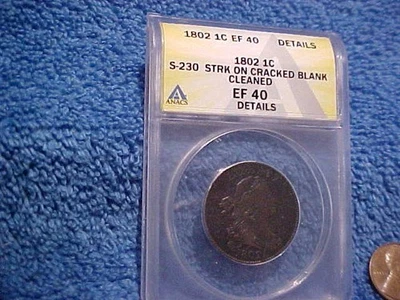 1802 1C EF 40 DETAILS
1802 1C
S-230 STRK ON CRACKED BLANK
CLEANED
EF 40
DETAILS
ANACS